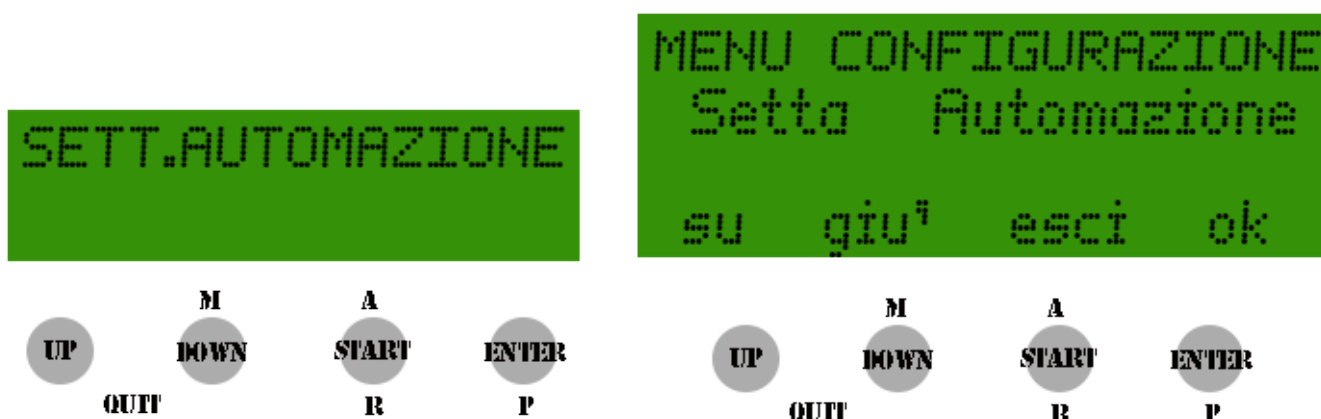 SETT.AUTOMAZIONE
M A
UP DOWN START ENTER
QUIT R P
MENU CONFIGURAZIONE
Setta Automazione
su giu' esci ok
M A
UP DOWN START ENTER
QUIT R P